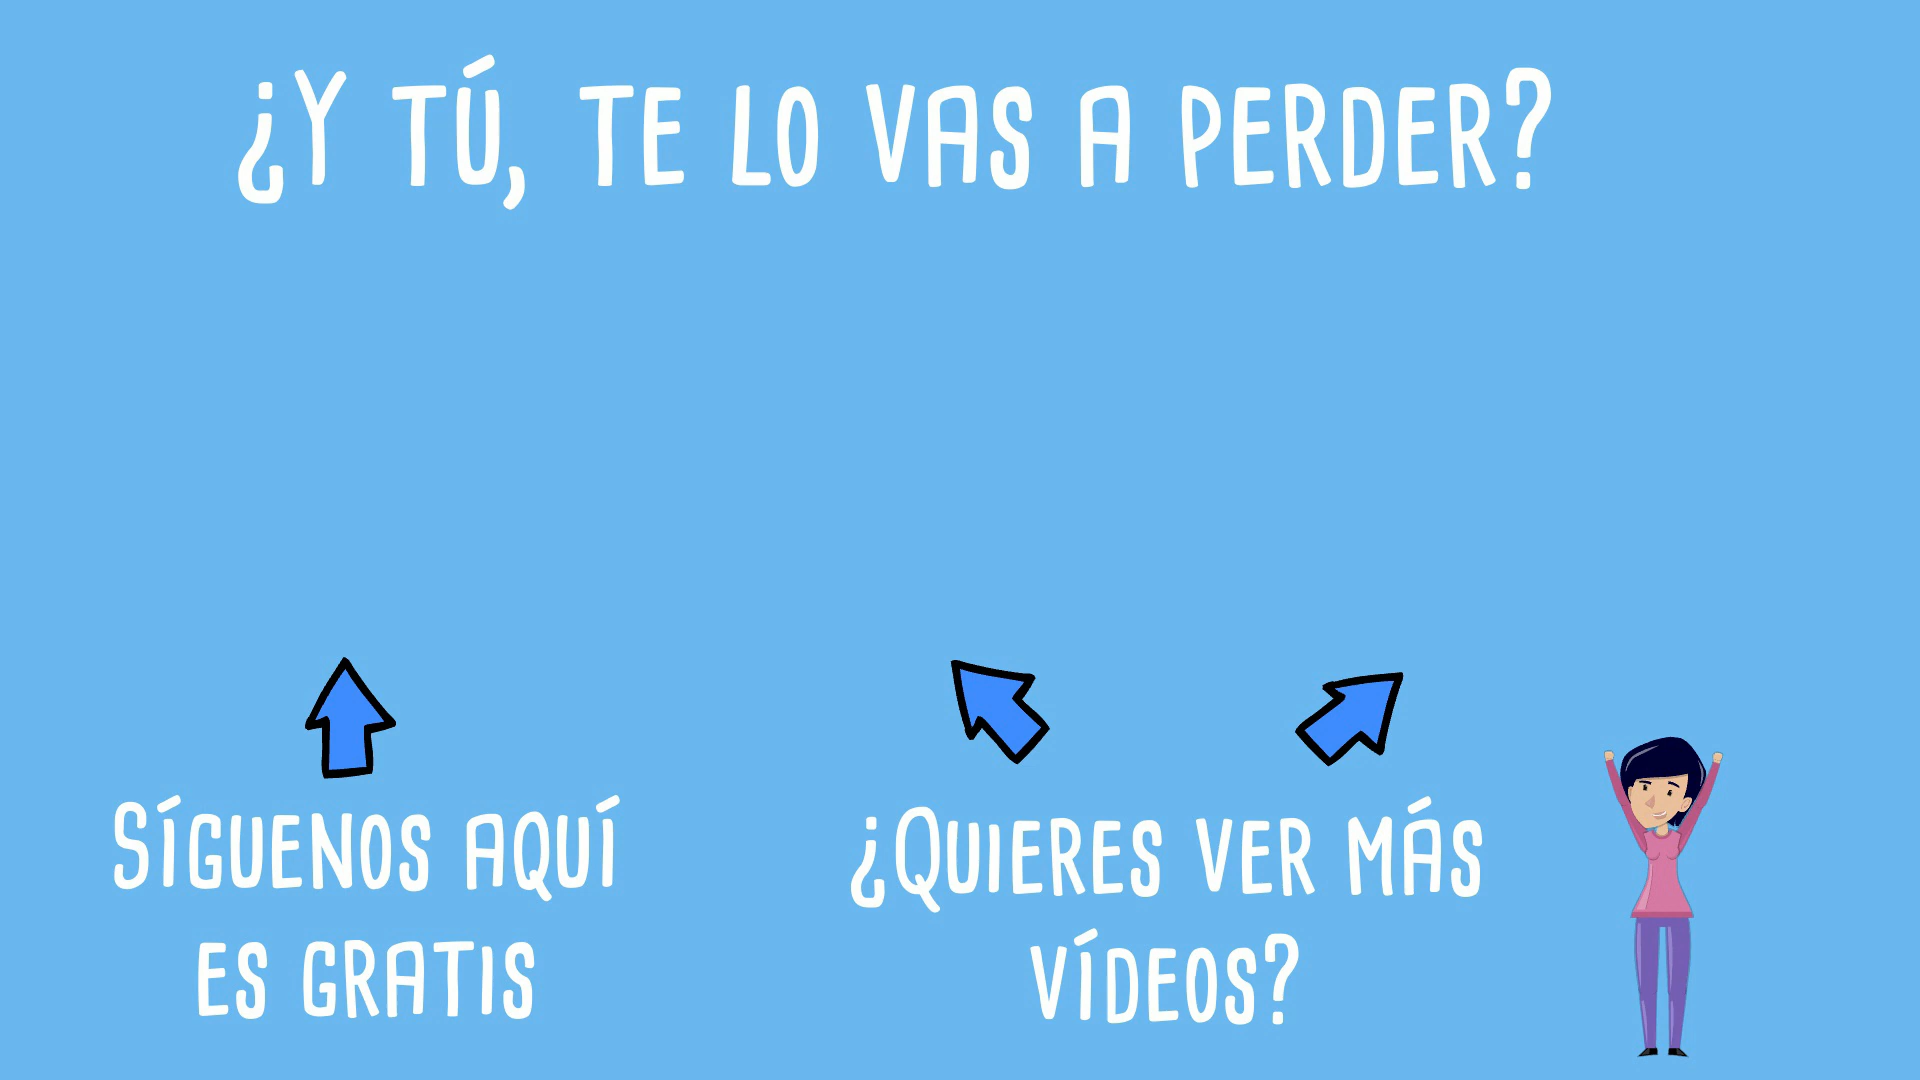 ¿Y TÚ, TE LO VAS A PERDER?
SÍGUENOS AQUÍ
ES GRATIS
¿QUIERES VER MÁS
VÍDEOS?